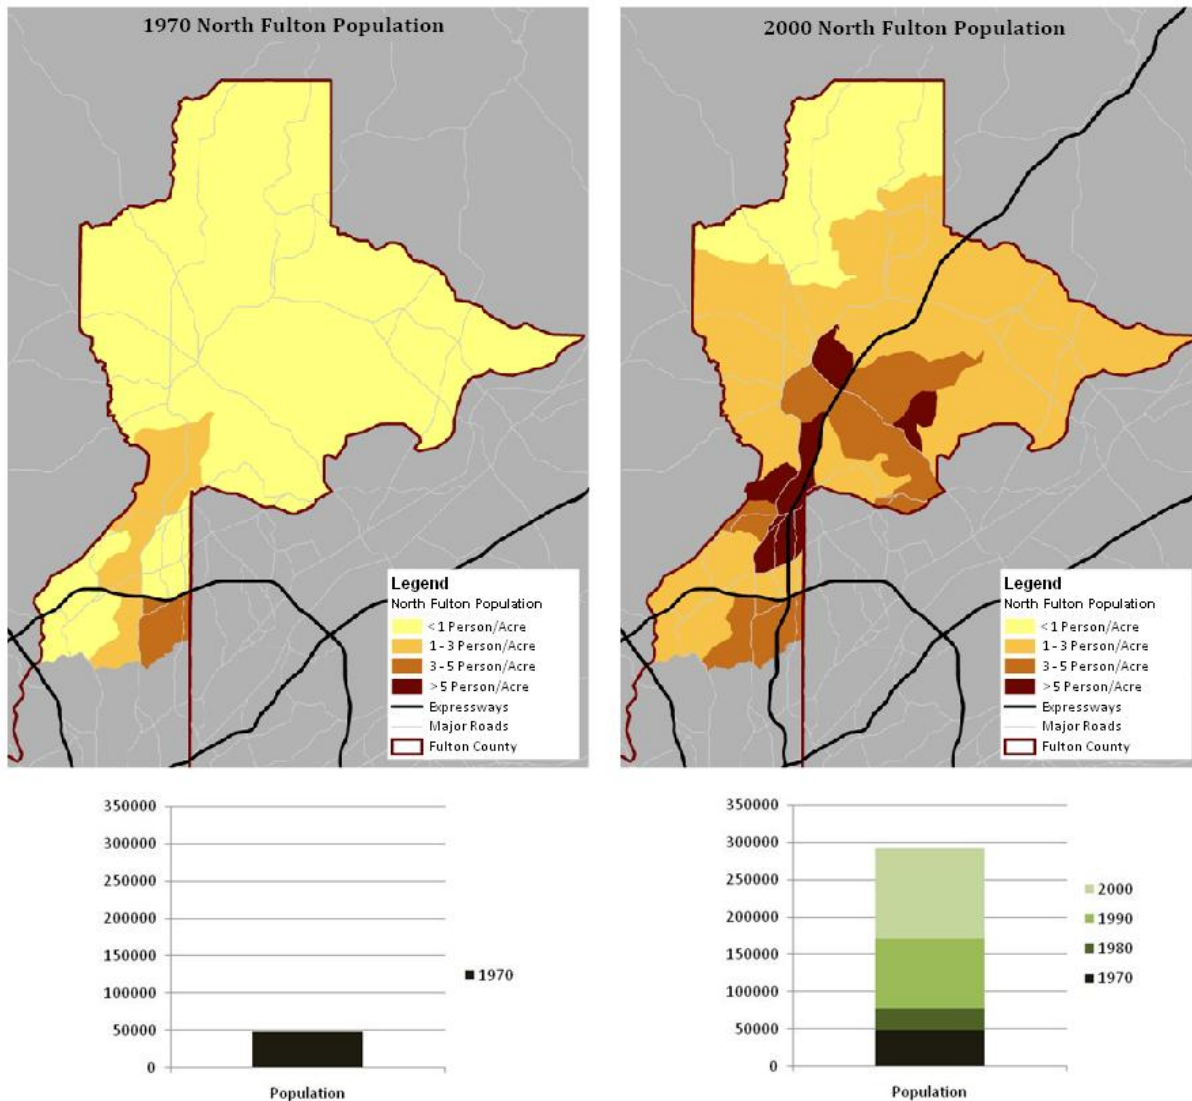 1970 North Fulton Population
Legend
North Fulton Population
< 1 Person/Acre
1 - 3 Person/Acre
3 - 5 Person/Acre
> 5 Person/Acre
Expressways
Major Roads
Fulton County
2000 North Fulton Population
Legend
North Fulton Population
< 1 Person/Acre
1 - 3 Person/Acre
3 - 5 Person/Acre
> 5 Person/Acre
Expressways
Major Roads
Fulton County
350000
300000
250000
200000
150000
100000
50000
0
Population
1970
350000
300000
250000
200000
150000
100000
50000
0
Population
2000
1990
1980
1970